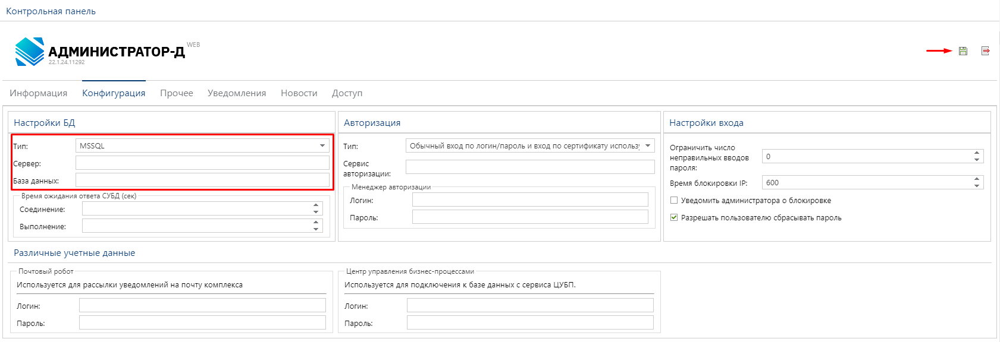 Контрольная панель
АДМИНИСТРАТОР-Д WEB
22.1.24.11292
Информация Конфигурация Прочее Уведомления Новости Доступ
Настройки БД
Тип: MSSQL
Сервер:
База данных:
Время ожидания ответа СУБД (сек)
Соединение:
Выполнение:
Авторизация
Тип: Обычный вход по логин/пароль и вход по сертификату использу
Сервис
авторизации:
Менеджер авторизации
Логин:
Пароль:
Настройки входа
Ограничить число
неправильных вводов
пароля:
0
Время блокировки IP: 600
Уведомить администратора о блокировке
Разрешать пользователю сбрасывать пароль
Различные учетные данные
Почтовый робот
Используется для рассылки уведомлений на почту комплекса
Логин:
Пароль:
Центр управления бизнес-процессами
Используется для подключения к базе данных с сервиса ЦУБП.
Логин:
Пароль: